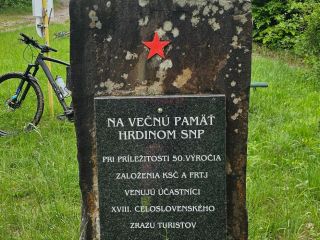 NA VEČNÚ PAMÄŤ
HRDINOM SNP
PRI PRÍLEŽITOSTI 50. VÝROČIA
ZALOŽENIA KSČ A FRTJ
VENUJÚ ÚČASTNÍCI
XVIII. CELOSLOVENSKÉHO
ZRAZU TURISTOV